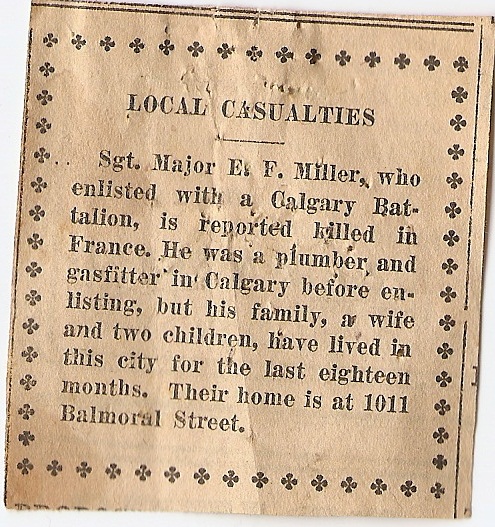 LOCAL CASUALTIES
Sgt. Major E. F. Miller, who
enlisted with a Calgary Bat-
talion, is reported killed in
France. He was a plumber and
gasfitter in Calgary before en-
listing, but his family, a wife
and two children, have lived in
this city for the last eighteen
months. Their home is at 1011
Balmoral Street.